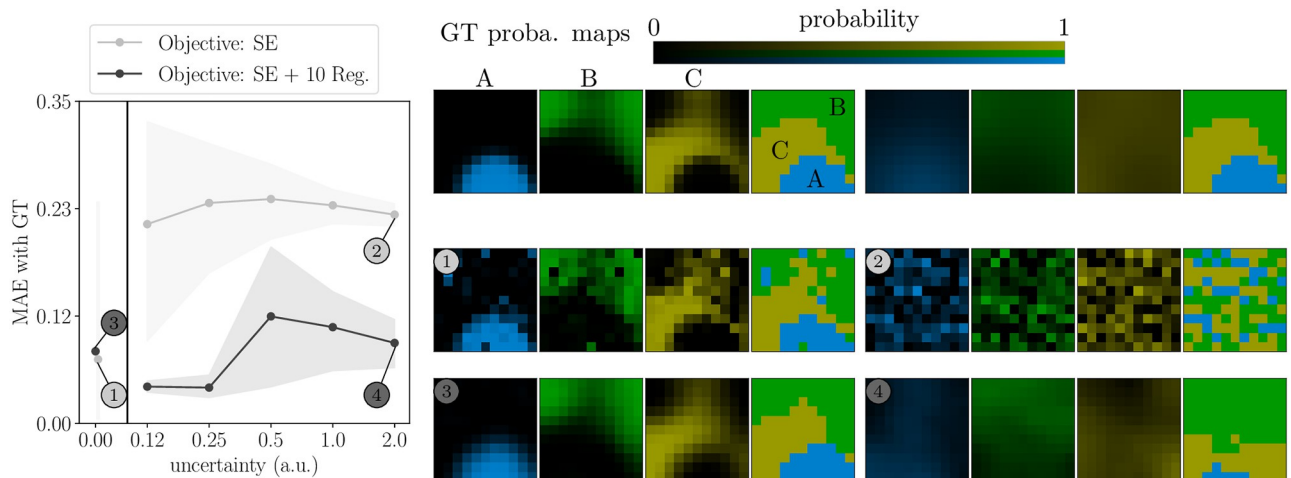 Objective: SE
Objective: SE + 10 Reg.
GT proba. maps
probability
0
1
A
B
C
B
C
A
0.35
0.23
0.12
0.00
MAE with GT
1
2
3
4
0.00
0.12
0.25
0.5
1.0
2.0
uncertainty (a.u.)
1
2
3
4